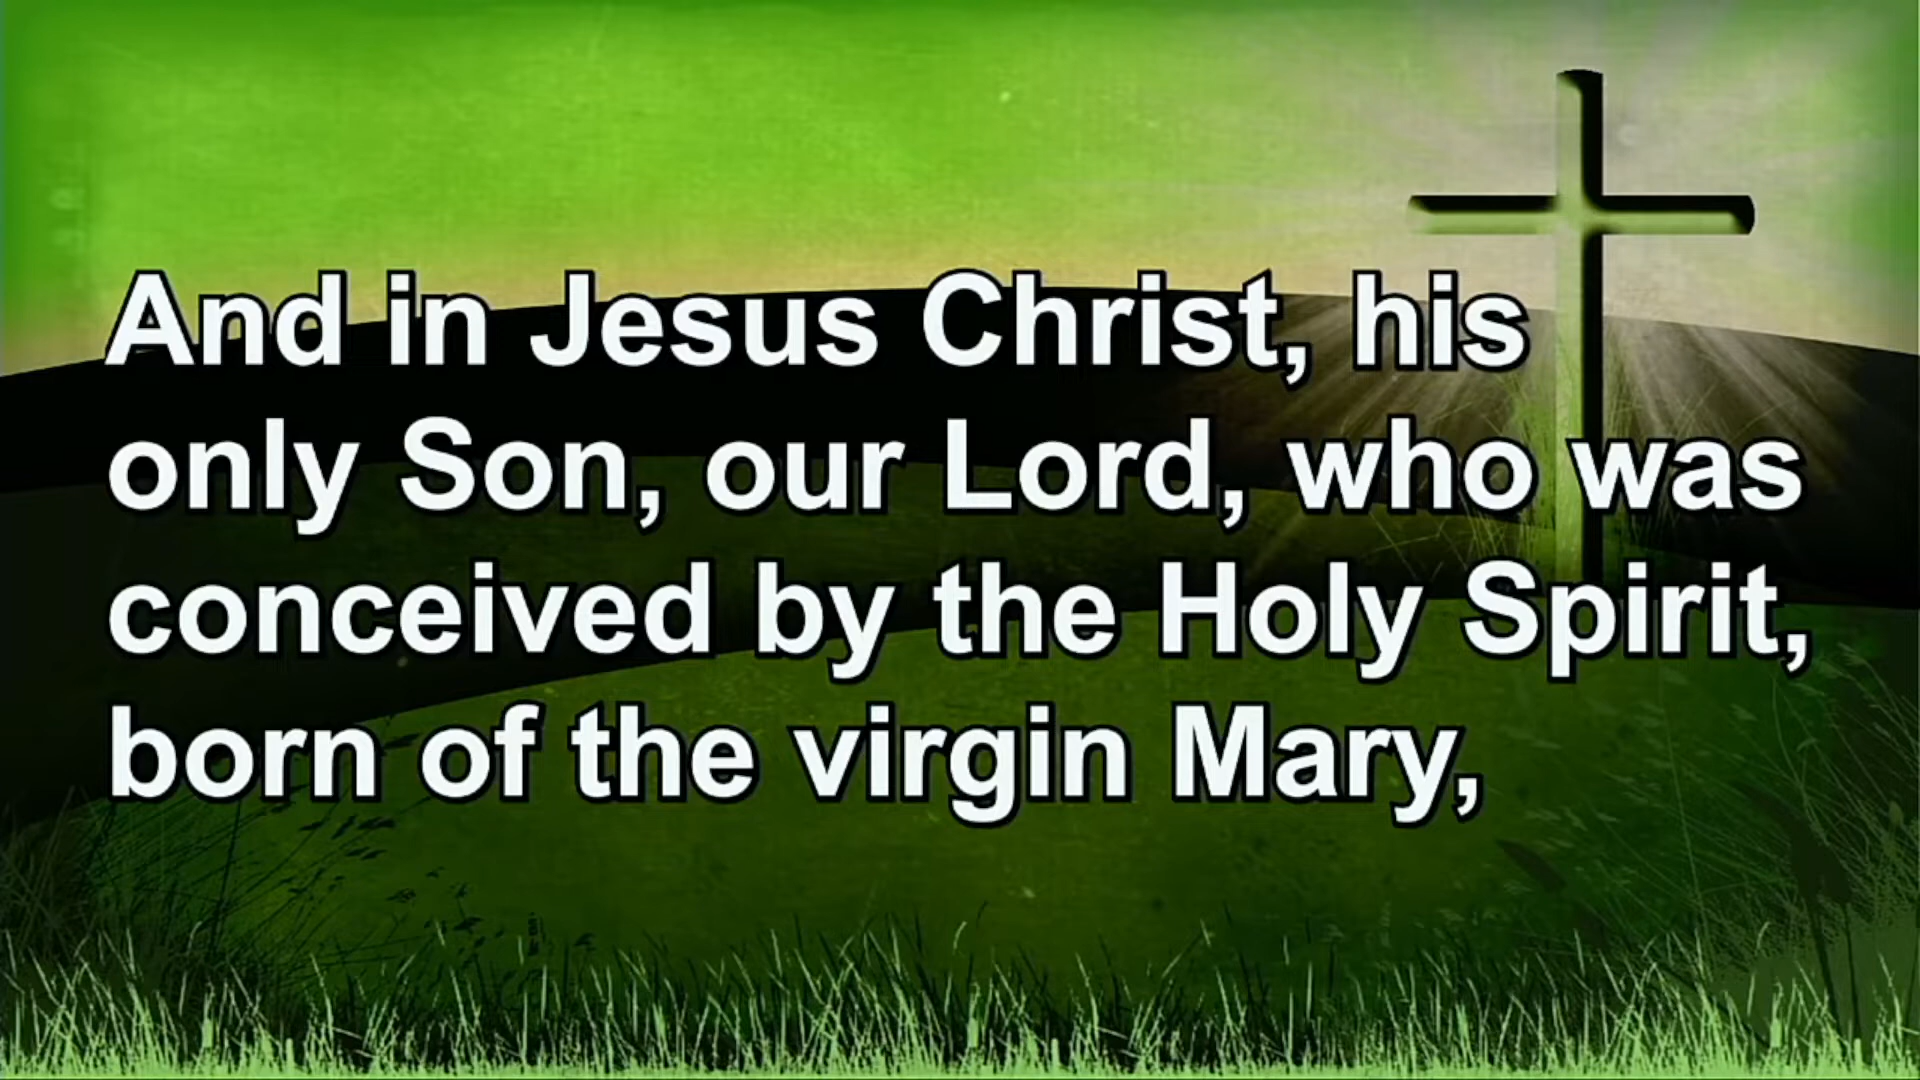 And in Jesus Christ, his
only Son, our Lord, who was
conceived by the Holy Spirit,
born of the virgin Mary,